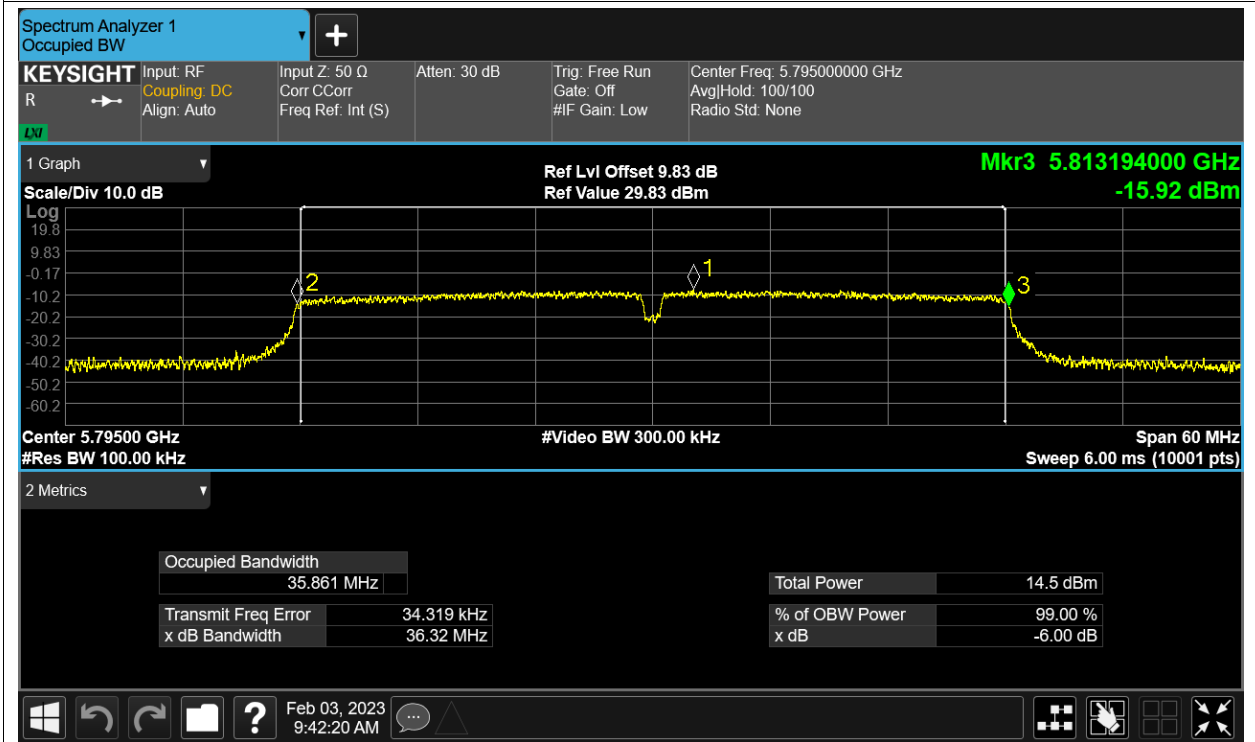 Spectrum Analyzer 1
Occupied BW
KEYSIGHT
R
LXI
Input: RF
Coupling: DC
Align: Auto
Input Z: 50 Ω
Corr CCorr
Freq Ref: Int (S)
Atten: 30 dB
Trig: Free Run
Gate: Off
#IF Gain: Low
Center Freq: 5.795000000 GHz
Avg|Hold: 100/100
Radio Std: None
1 Graph
Scale/Div 10.0 dB
Ref Lvl Offset 9.83 dB
Ref Value 29.83 dBm
Mkr3 5.813194000 GHz
-15.92 dBm
Log
19.8
9.83
-0.17
-10.2
-20.2
-30.2
-40.2
-50.2
-60.2
2
1
3
Center 5.79500 GHz
#Video BW 300.00 kHz
Span 60 MHz
#Res BW 100.00 kHz
Sweep 6.00 ms (10001 pts)
2 Metrics
Occupied Bandwidth
35.861 MHz
Transmit Freq Error 34.319 kHz
x dB Bandwidth 36.32 MHz
Total Power 14.5 dBm
% of OBW Power 99.00 %
x dB -6.00 dB
?
Feb 03, 2023
9:42:20 AM